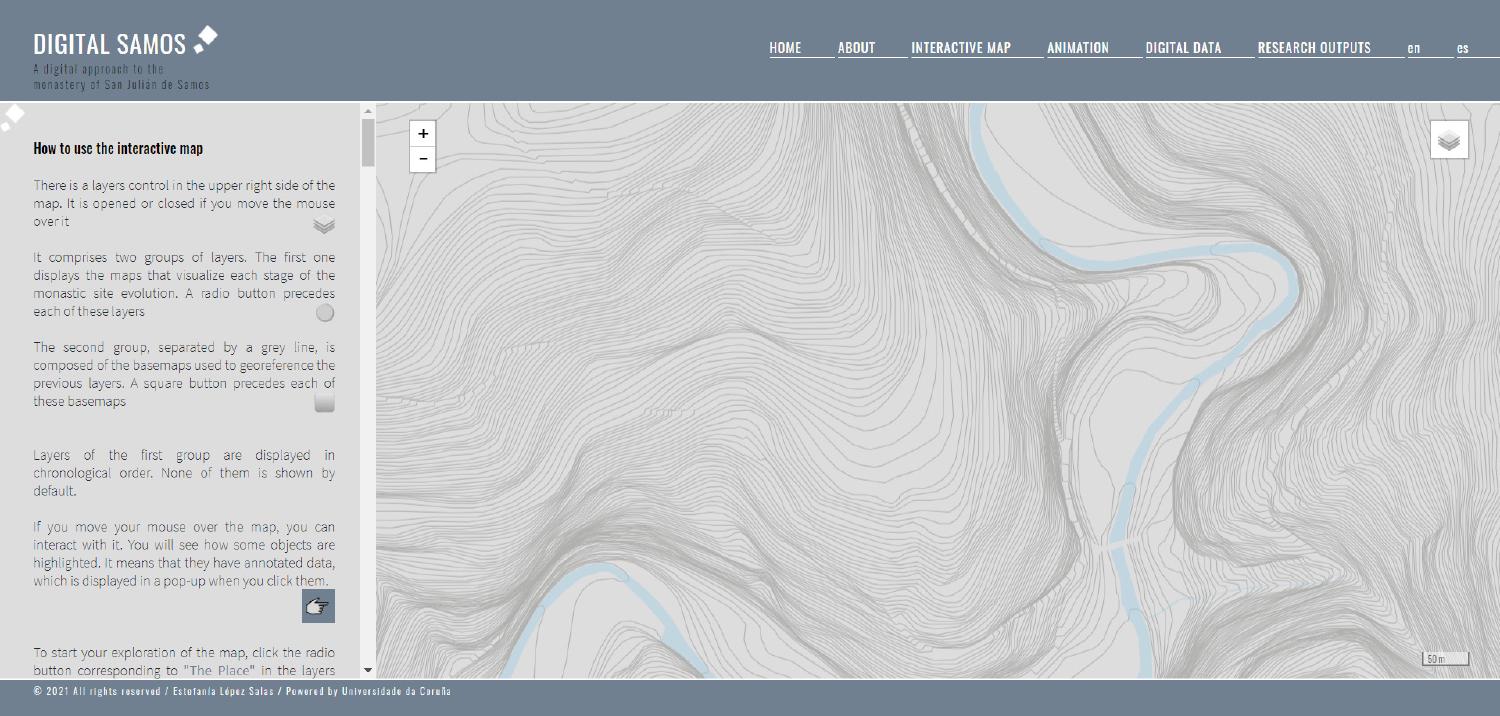 DIGITAL SAMOS
A digital approach to the
monastery of San Julián de Samos
HOME ABOUT INTERACTIVE MAP ANIMATION DIGITAL DATA RESEARCH OUTPUTS en es
How to use the interactive map
There is a layers control in the upper right side of the
map. It is opened or closed if you move the mouse
over it
It comprises two groups of layers. The first one
displays the maps that visualize each stage of the
monastic site evolution. A radio button precedes
each of these layers
The second group, separated by a grey line, is
composed of the basemaps used to georeference the
previous layers. A square button precedes each of
these basemaps
Layers of the first group are displayed in
chronological order. None of them is shown by
default.
If you move your mouse over the map, you can
interact with it. You will see how some objects are
highlighted. It means that they have annotated data,
which is displayed in a pop-up when you click them.
To start your exploration of the map, click the radio
button corresponding to "The Place" in the layers
+
−
50 m
© 2021 All rights reserved / Estefanía López Salas / Powered by Universidade da Coruña